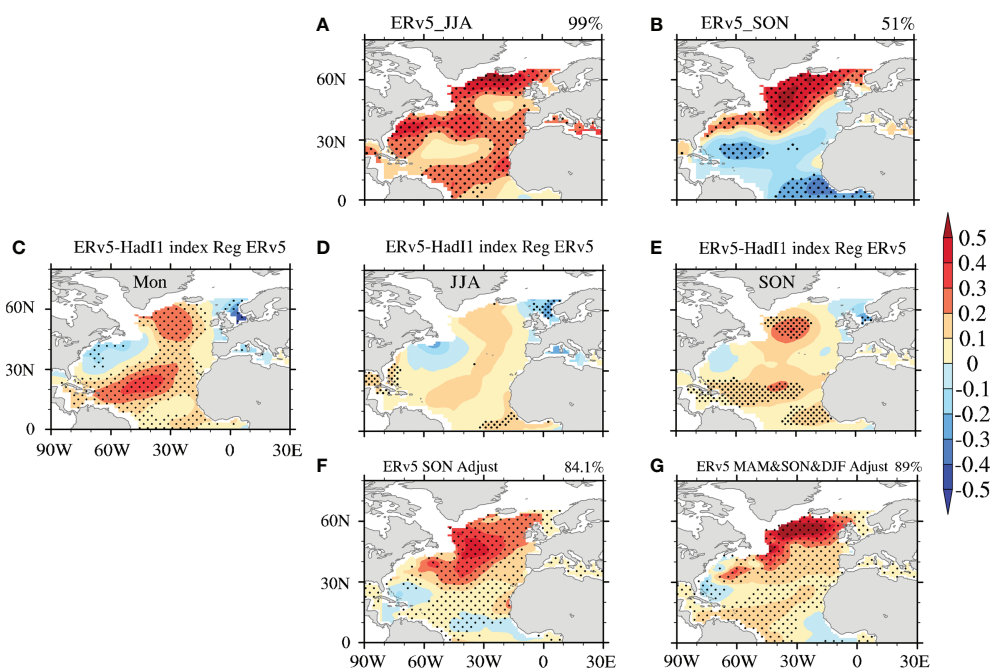 A ERv5_JJA 99%
B ERv5_SON 51%
60N
30N
0
C ERv5-HadI1 index Reg ERv5
D ERv5-HadI1 index Reg ERv5
E ERv5-HadI1 index Reg ERv5
Mon
JJA
SON
60N
30N
0
90W 60W 30W 0 30E
0.5
0.4
0.3
0.2
0.1
0
-0.1
-0.2
-0.3
-0.4
-0.5
F ERv5 SON Adjust 84.1%
G ERv5 MAM&SON&DJF Adjust 89%
60N
30N
0
90W 60W 30W 0 30E
90W 60W 30W 0 30E